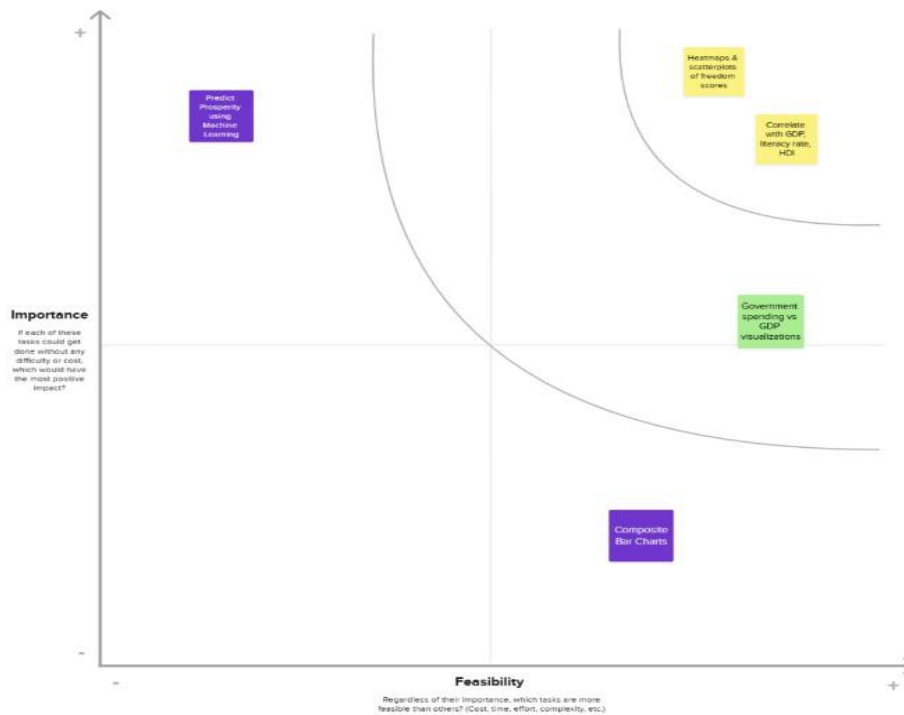 +
Heatmaps &
scatterplots
of freedom
scores
Predict
Prosperity
using
Machine
Learning
Correlate
with GDP,
literacy rate,
HDI
Government
spending vs
GDP
visualizations
Importance
If each of these
tasks could get
done without any
difficulty or cost,
which would have
the most positive
impact?
Composite
Bar Charts
-
-
Feasibility
+
Regardless of their importance, which tasks are more
feasible than others? (Cost, time, effort, complexity, etc.)